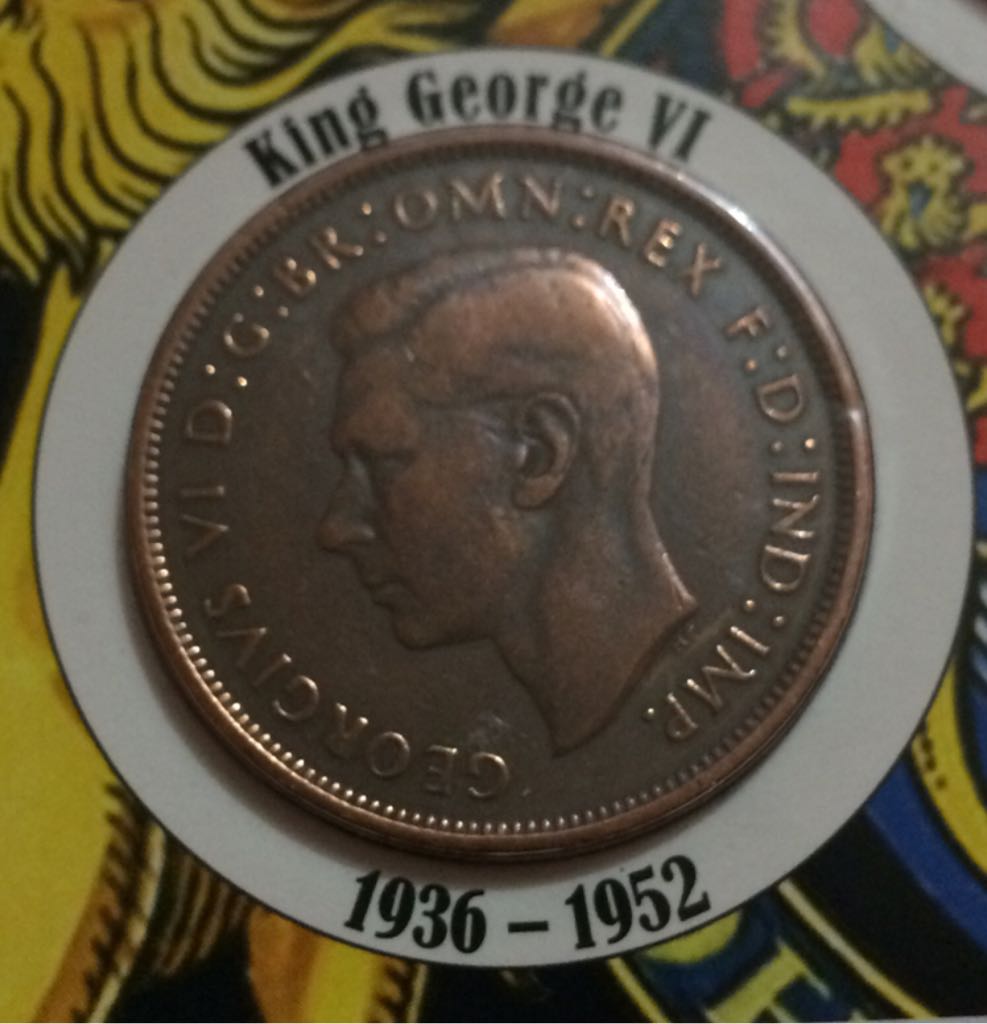 King George VI
GEORGIVS VI D:G:BR:OMN:REX F:D:IND:IMP.
1936 – 1952